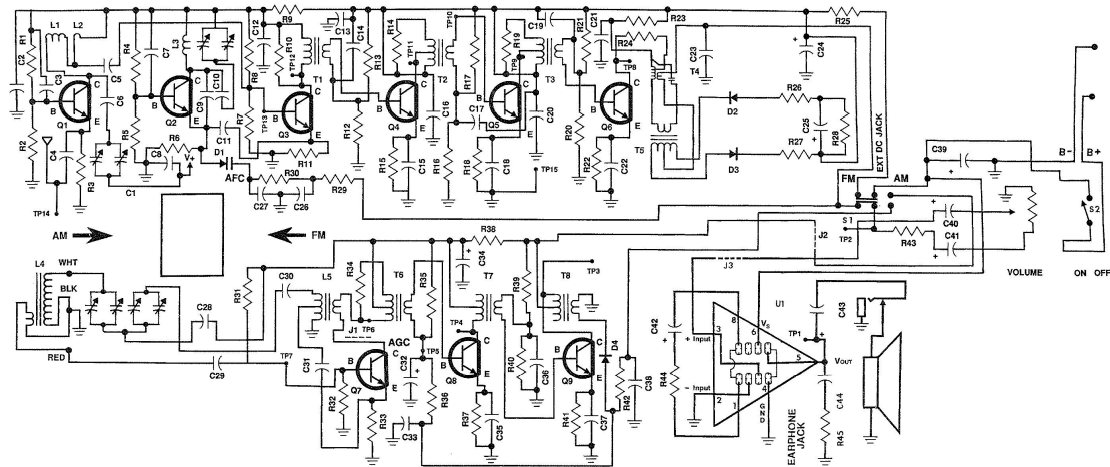 L1 L2
R1
C2
C3
C5
C6
B C E
Q1
R2
C4
R3
TP14
R4
C7
L3
C9
C10
B C E
Q2
R5
R6
C8
V+
C1
D1
C11
R7
R8
C12
R9
R10
TP12
TP13
T1
C13
C14
B C E
Q3
R11
AFC
R30
C27
C26
R29
R13
R14
TP11
T2
TP10
B C E
Q4
R12
R15
C15
C16
R17
C17
R19
TP9
C19
T3
B E
Q5
R16
R18
C18
C20
TP15
R21
C21
R23
R24
TP8
B C E
Q6
R20
R22
C22
C23
T4
T5
D2
D3
R25
C24
+
R26
C25
+
R28
R27
EXT DC JACK
FM AM
C39
+
B- B+
S2
S1
TP2
R43
J2
C40
+
C41
+
VOLUME
ON OFF
AM
FM
L4
WHT
BLK
RED
C28
C29
R31
C30
L5
C31
TP7
J1
R34
T6
TP6
R35
AGC
B C E
Q7
R32
R33
C32
+
TP5
C33
R36
R38
C34
+
T7
TP4
B C E
Q8
R37
C35
R39
T8
TP3
R40
C36
B C E
Q9
R41
C37
D4
R42
C38
J3
C42
+
R44
U1
+ Input
- Input
3
2
8
1
6
VS
4
GND
5
VOUT
TP1
+
C43
C44
R45
EARPHONE
JACK